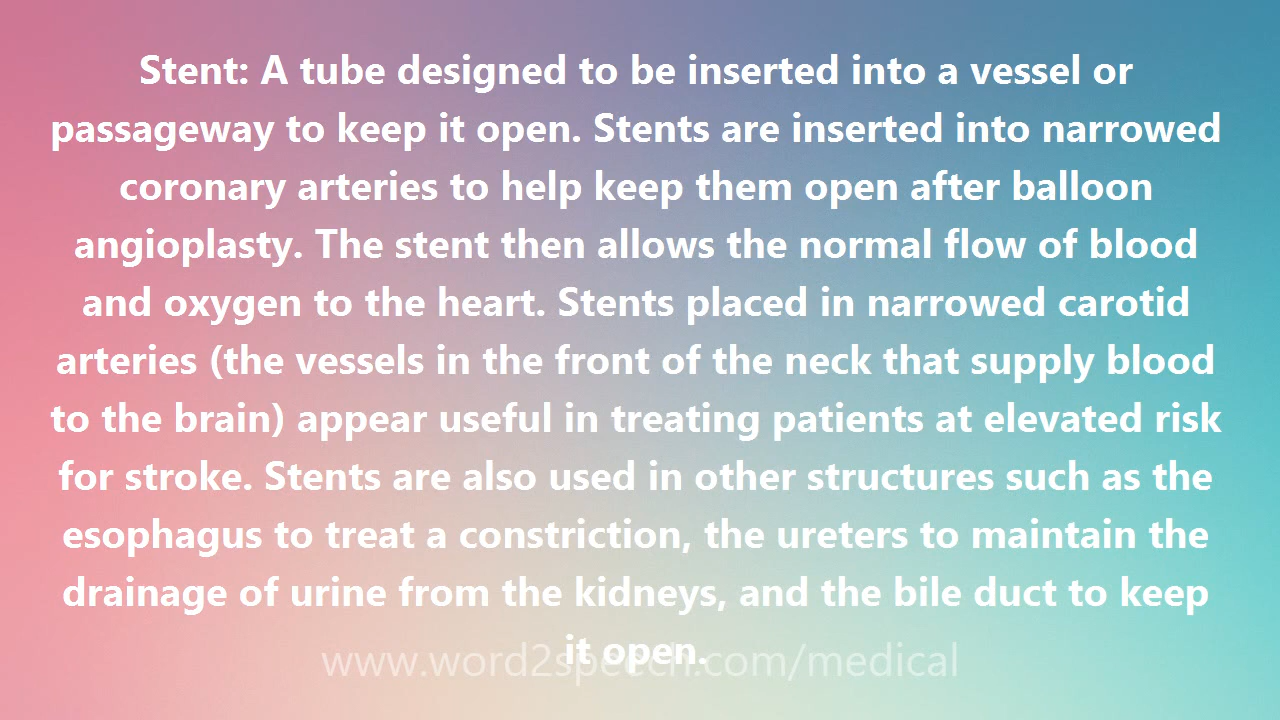 Stent: A tube designed to be inserted into a vessel or
passageway to keep it open. Stents are inserted into narrowed
coronary arteries to help keep them open after balloon
angioplasty. The stent then allows the normal flow of blood
and oxygen to the heart. Stents placed in narrowed carotid
arteries (the vessels in the front of the neck that supply blood
to the brain) appear useful in treating patients at elevated risk
for stroke. Stents are also used in other structures such as the
esophagus to treat a constriction, the ureters to maintain the
drainage of urine from the kidneys, and the bile duct to keep
it open.
www.word2speech.com/medical